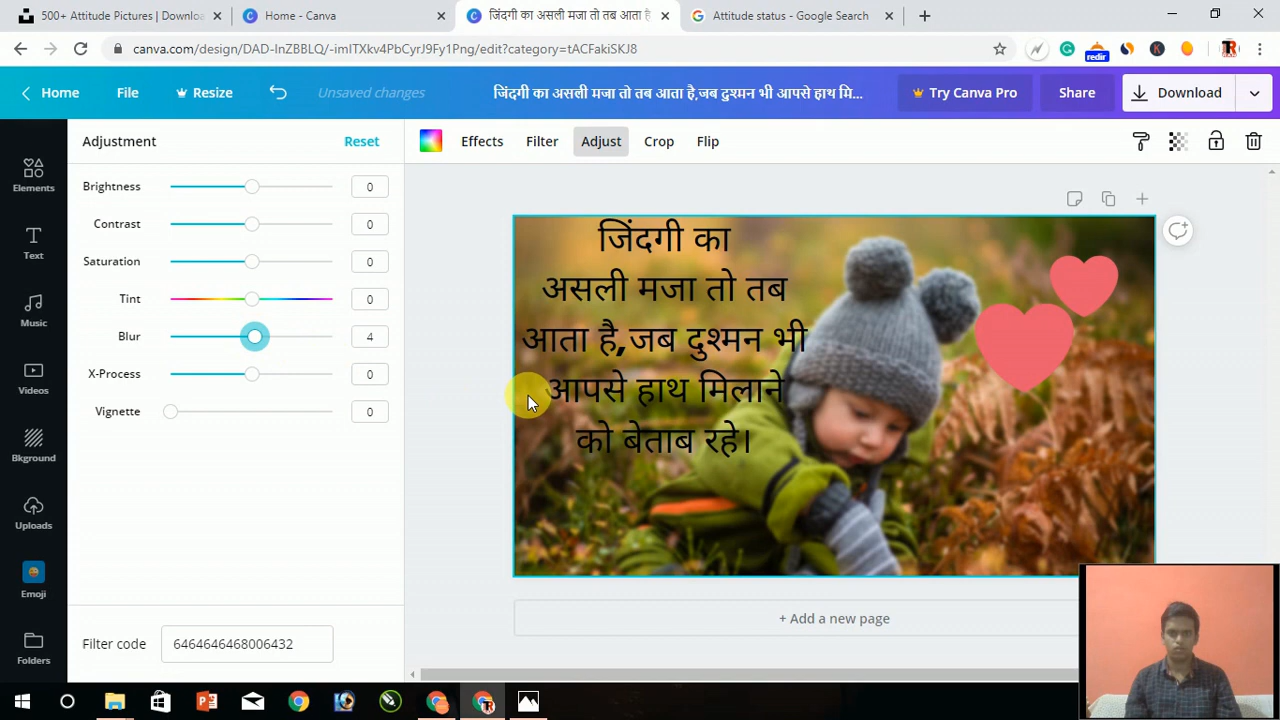 500+ Attitude Pictures | Downloa
Home - Canva
जिंदगी का असली मजा तो तब आता है
Attitude status - Google Search
canva.com/design/DAD-InZBBLQ/-imITXkv4PbCyrJ9Fy1Png/edit?category=tACFakiSKJ8
redir
Home
File
Resize
Unsaved changes
जिंदगी का असली मजा तो तब आता है,जब दुश्मन भी आपसे हाथ मि...
Try Canva Pro
Share
Download
Adjustment
Reset
Effects
Filter
Adjust
Crop
Flip
Elements
Text
Music
Videos
Bkground
Uploads
Emoji
Folders
Brightness 0
Contrast 0
Saturation 0
Tint 0
Blur 4
X-Process 0
Vignette 0
Filter code 6464646468006432
जिंदगी का
असली मजा तो तब
आता है,जब दुश्मन भी
आपसे हाथ मिलाने
को बेताब रहे।
+ Add a new page